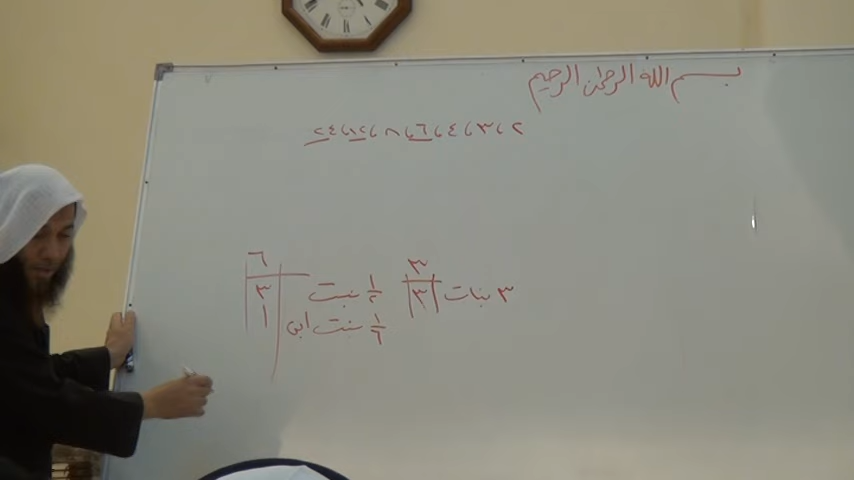 بسم الله الرحمن الرحيم
٢، ٣، ٤، ٦، ٨، ١٢، ٢٤
٣
٣ بنات ٣
٦
١/٢ بنت ٣
١/٦ بنت ابن ١